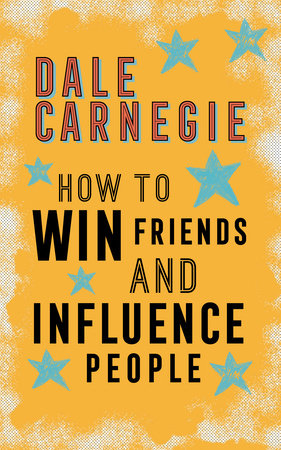 DALE
CARNEGIE
HOW TO
WIN FRIENDS
AND
INFLUENCE
PEOPLE